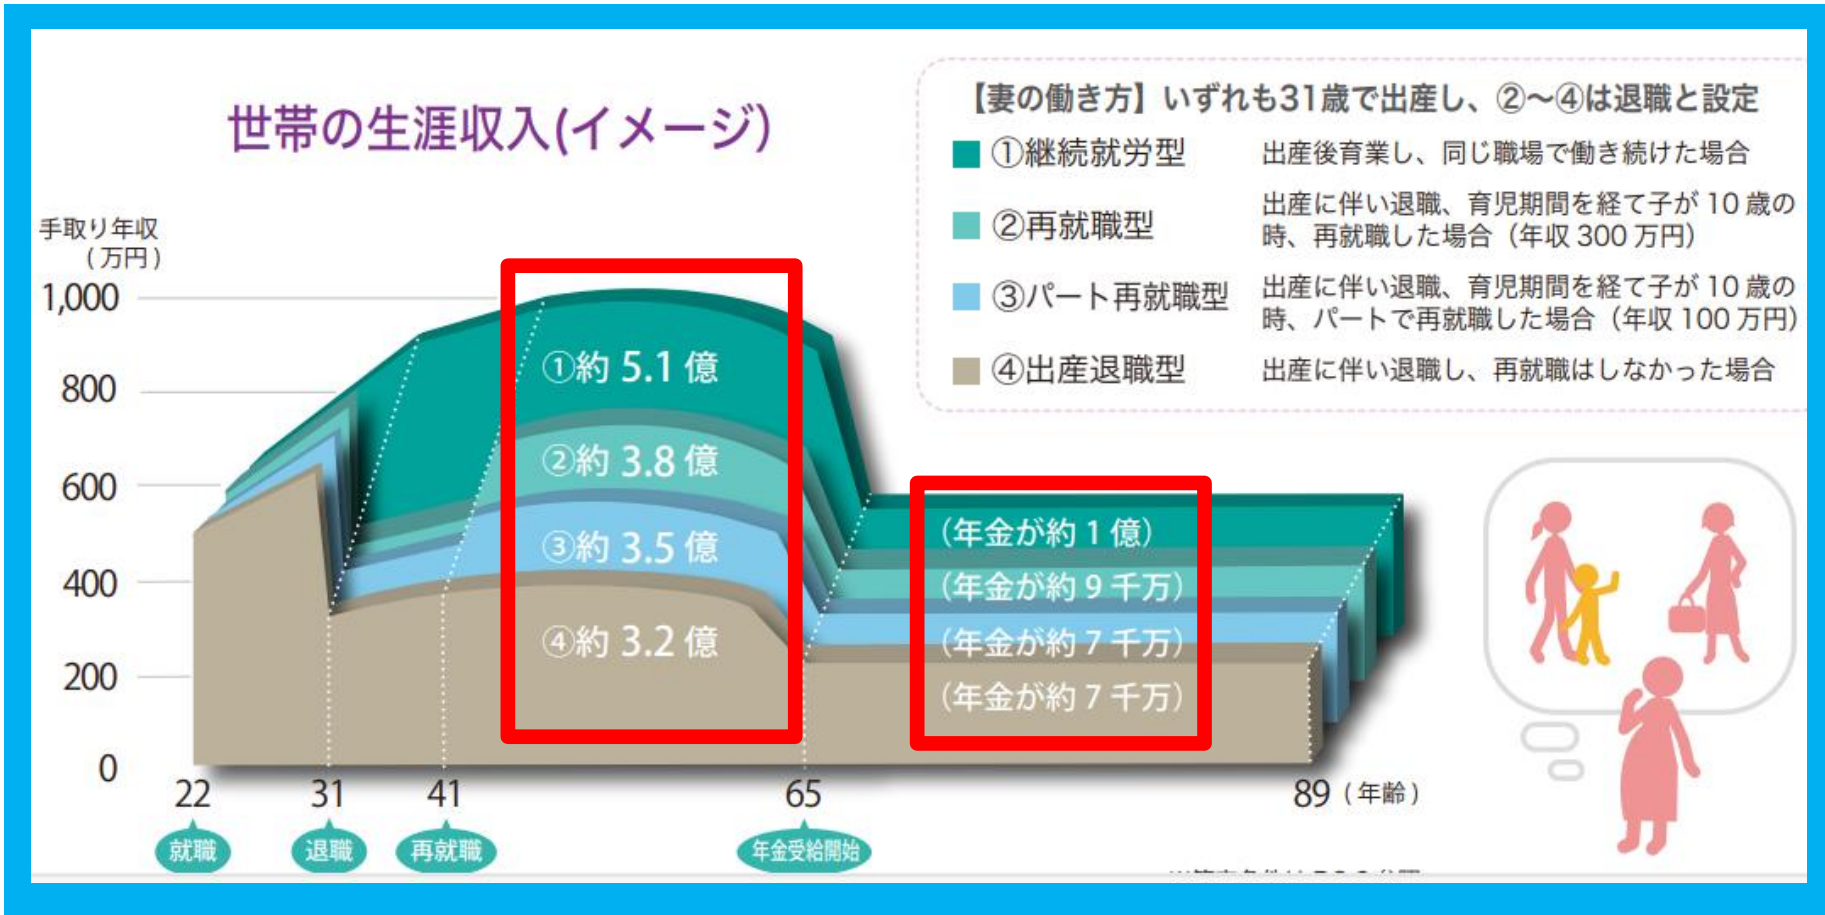 世帯の生涯収入(イメージ)
【妻の働き方】いずれも31歳で出産し、②～④は退職と設定
①継続就労型 出産後育業し、同じ職場で働き続けた場合
②再就職型 出産に伴い退職、育児期間を経て子が 10 歳の
時、再就職した場合（年収 300 万円）
③パート再就職型 出産に伴い退職、育児期間を経て子が 10 歳の
時、パートで再就職した場合（年収 100 万円）
④出産退職型 出産に伴い退職し、再就職はしなかった場合
手取り年収
(万円)
1,000
800
600
400
200
0
①約 5.1 億
②約 3.8 億
③約 3.5 億
④約 3.2 億
(年金が約 1 億)
(年金が約 9 千万)
(年金が約 7 千万)
(年金が約 7 千万)
22 31 41 65 89 (年齢)
就職 退職 再就職 年金受給開始